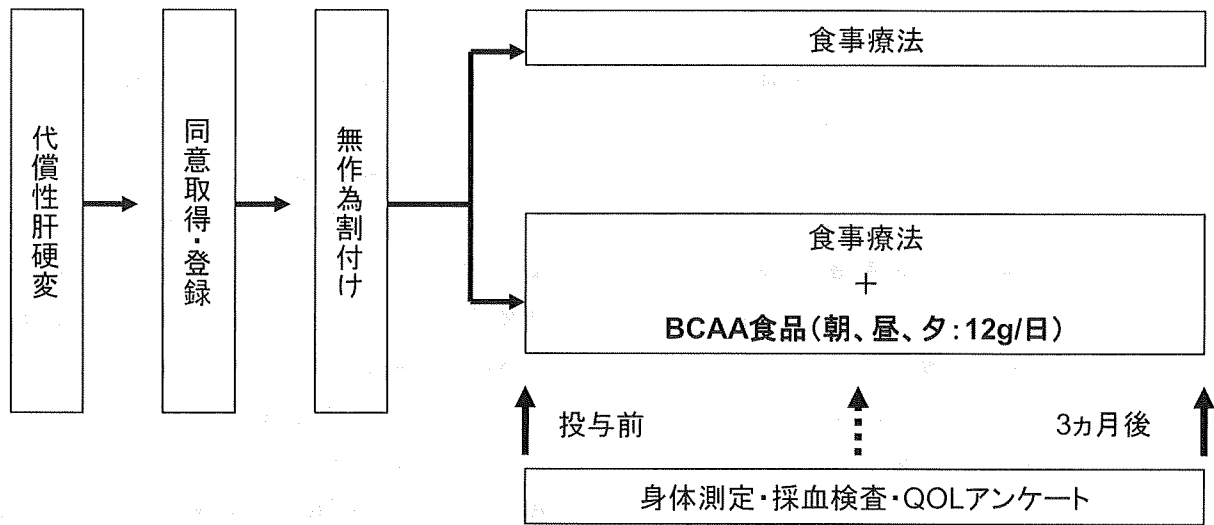 代償性肝硬変
同意取得・登録
無作為割付け
食事療法
食事療法
+
BCAA食品(朝、昼、夕:12g/日)
投与前
3ヵ月後
身体測定・採血検査・QOLアンケート